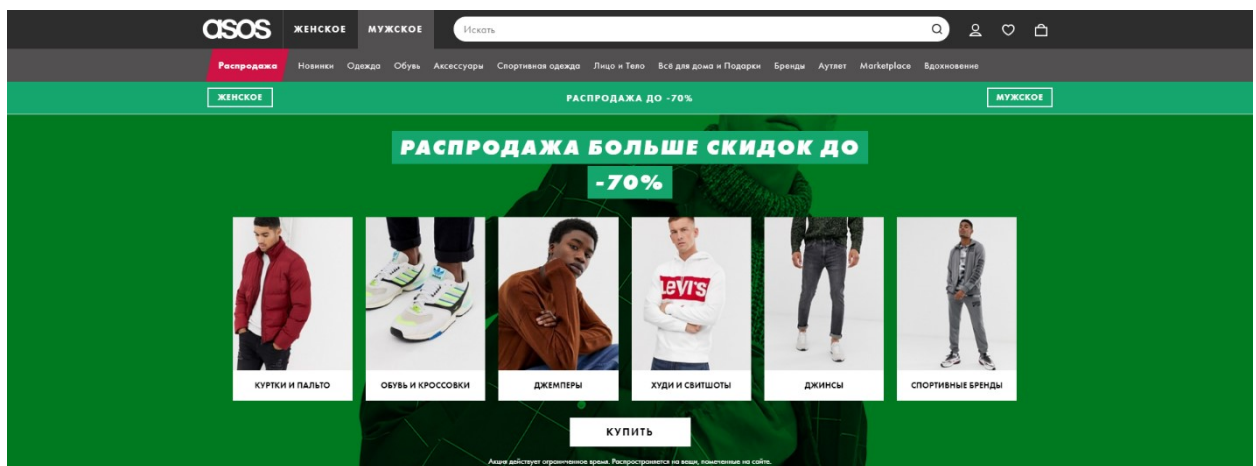 asos ЖЕНСКОЕ МУЖСКОЕ Искать
Распродажа Новинки Одежда Обувь Аксессуары Спортивная одежда Лицо и Тело Всё для дома и Подарки Бренды Аутлет Marketplace Вдохновение
ЖЕНСКОЕ РАСПРОДАЖА ДО -70% МУЖСКОЕ
РАСПРОДАЖА БОЛЬШЕ СКИДОК ДО
-70%
LEVI'S
КУРТКИ И ПАЛЬТО ОБУВЬ И КРОССОВКИ ДЖЕМПЕРЫ ХУДИ И СВИТШОТЫ ДЖИНСЫ СПОРТИВНЫЕ БРЕНДЫ
КУПИТЬ
Акция действует ограниченное время. Распространяется на вещи, помеченные на сайте.